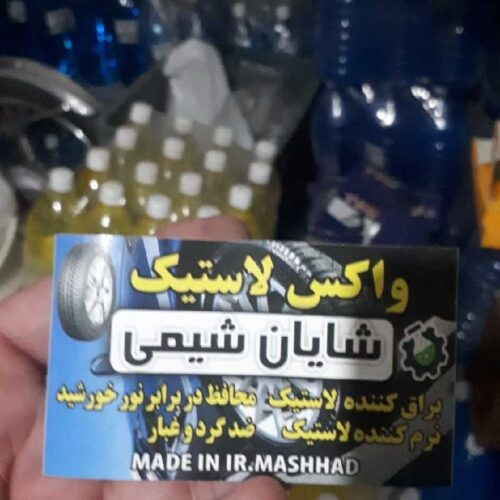 واکس لاستیک
شایان شیمی
براق کننده لاستیک محافظ در برابر نور خورشید
نرم کننده لاستیک ضد گرد و غبار
MADE IN IR.MASHHAD